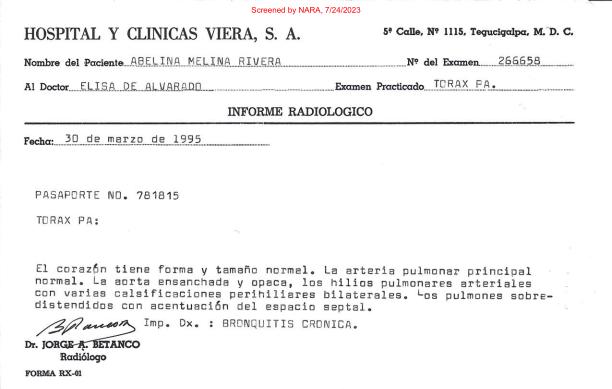 Screened by NARA, 7/24/2023
HOSPITAL Y CLINICAS VIERA, S. A.
5ª Calle, Nº 1115, Tegucigalpa, M. D. C.
Nombre del Paciente ABELINA MELINA RIVERA Nº del Examen 266658
Al Doctor ELISA DE ALVARADO Examen Practicado TORAX PA.
INFORME RADIOLOGICO
Fecha: 30 de marzo de 1995
PASAPORTE NO. 781815
TORAX PA:
El corazón tiene forma y tamaño normal. La arteria pulmonar principal
normal. La aorta ensanchada y opaca, los hilios pulmonares arteriales
con varias calsificaciones perihiliares bilaterales. Los pulmones sobre-
distendidos con acentuación del espacio septal.
Imp. Dx. : BRONQUITIS CRONICA.
Dr. JORGE A. BETANCO
Radiólogo
FORMA RX-01